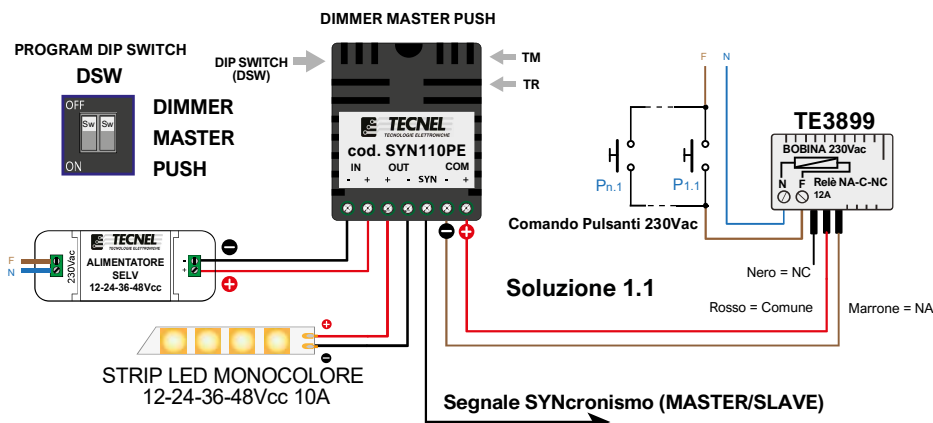 DIMMER MASTER PUSH
PROGRAM DIP SWITCH
DSW
OFF
Sw Sw
ON
DIMMER
MASTER
PUSH
DIP SWITCH
(DSW)
TM
TR
TECNEL
TECNOLOGIE ELETTRONICHE
cod. SYN110PE
IN OUT COM
- + + - SYN - +
F N
Pn.1
P1.1
Comando Pulsanti 230Vac
TE3899
BOBINA 230Vac
N F Relè NA-C-NC
12A
Nero = NC
Rosso = Comune
Marrone = NA
F
N
230Vac
TECNEL
TECNOLOGIE ELETTRONICHE
ALIMENTATORE
SELV
12-24-36-48Vcc
-
+
Soluzione 1.1
STRIP LED MONOCOLORE
12-24-36-48Vcc 10A
Segnale SYNcronismo (MASTER/SLAVE)